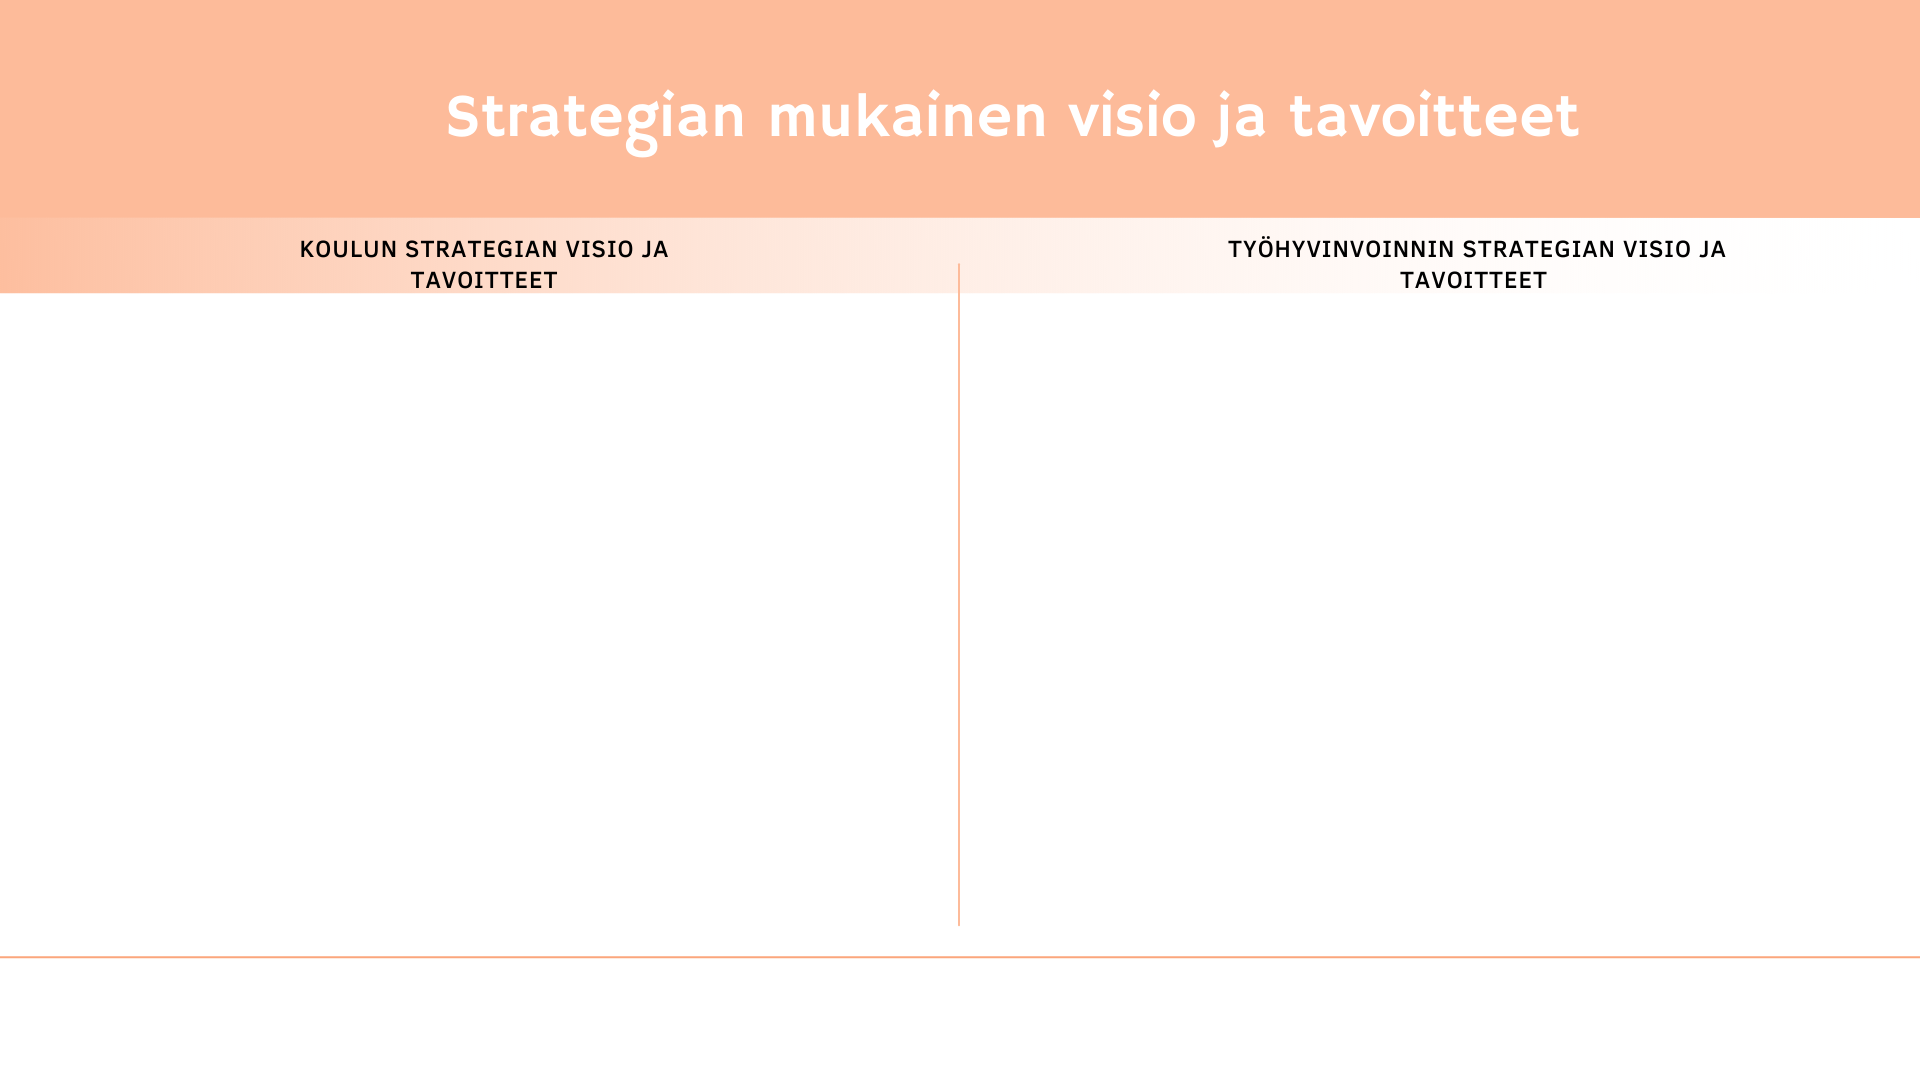 Strategian mukainen visio ja tavoitteet
KOULUN STRATEGIAN VISIO JA
TAVOITTEET
TYÖHYVINVOINNIN STRATEGIAN VISIO JA
TAVOITTEET